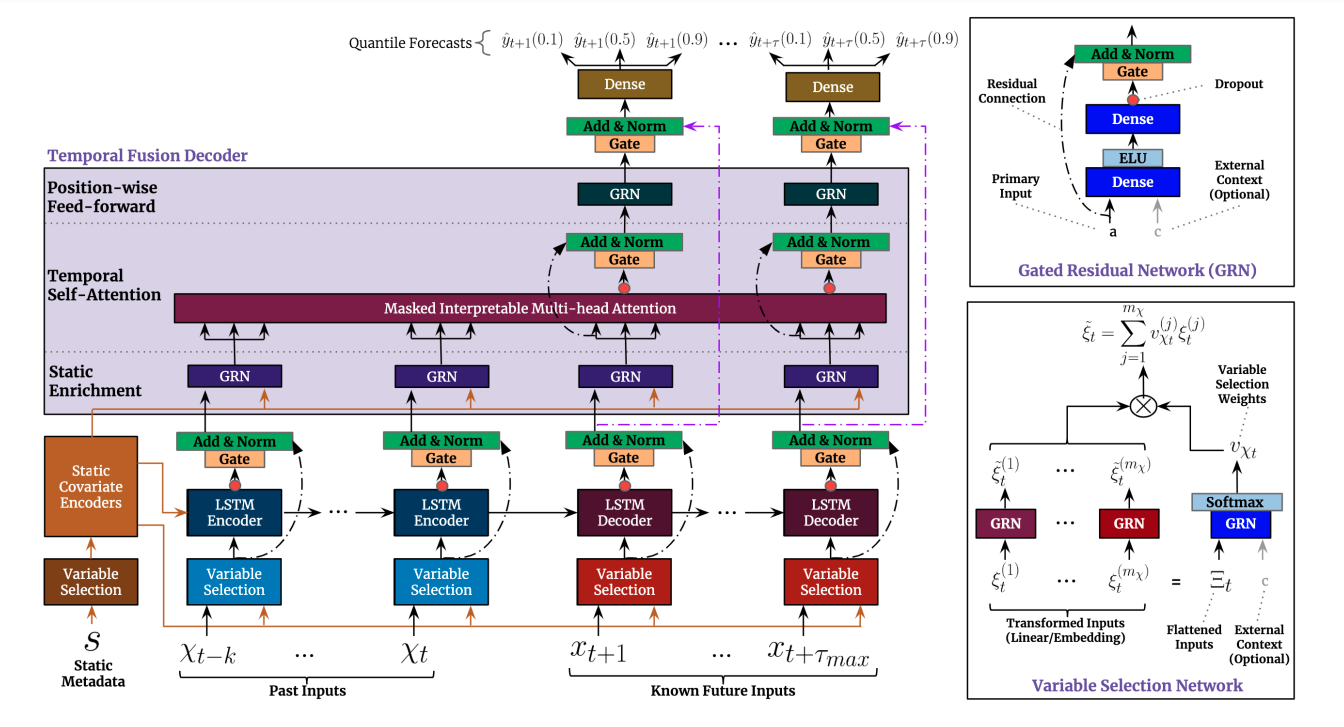 Quantile Forecasts { ŷt+1(0.1) ŷt+1(0.5) ŷt+1(0.9) ... ŷt+τ(0.1) ŷt+τ(0.5) ŷt+τ(0.9)
Dense Dense
Add & Norm Add & Norm
Gate Gate
Temporal Fusion Decoder
Position-wise
Feed-forward
GRN GRN
Add & Norm Add & Norm
Gate Gate
Temporal
Self-Attention
Masked Interpretable Multi-head Attention
Static
Enrichment
GRN GRN GRN GRN
Add & Norm Add & Norm Add & Norm Add & Norm
Gate Gate Gate Gate
Static
Covariate
Encoders
LSTM
Encoder
...
LSTM
Encoder
LSTM
Decoder
...
LSTM
Decoder
Variable
Selection
Variable
Selection
Variable
Selection
Variable
Selection
Variable
Selection
s
Static
Metadata
χt−k ... χt
Past Inputs
xt+1 ... xt+τmax
Known Future Inputs
Add & Norm
Gate
Residual
Connection
Dropout
Dense
ELU
Dense
Primary
Input
External
Context
(Optional)
a c
Gated Residual Network (GRN)
ξ̃t = ∑ j=1 mχ vχt(j) ξt(j)
Variable
Selection
Weights
vχt
ξ̃t(1) ... ξ̃t(mχ)
Softmax
GRN ... GRN GRN
ξt(1) ... ξt(mχ) = Ξt c
Transformed Inputs
(Linear/Embedding)
Flattened
Inputs
External
Context
(Optional)
Variable Selection Network